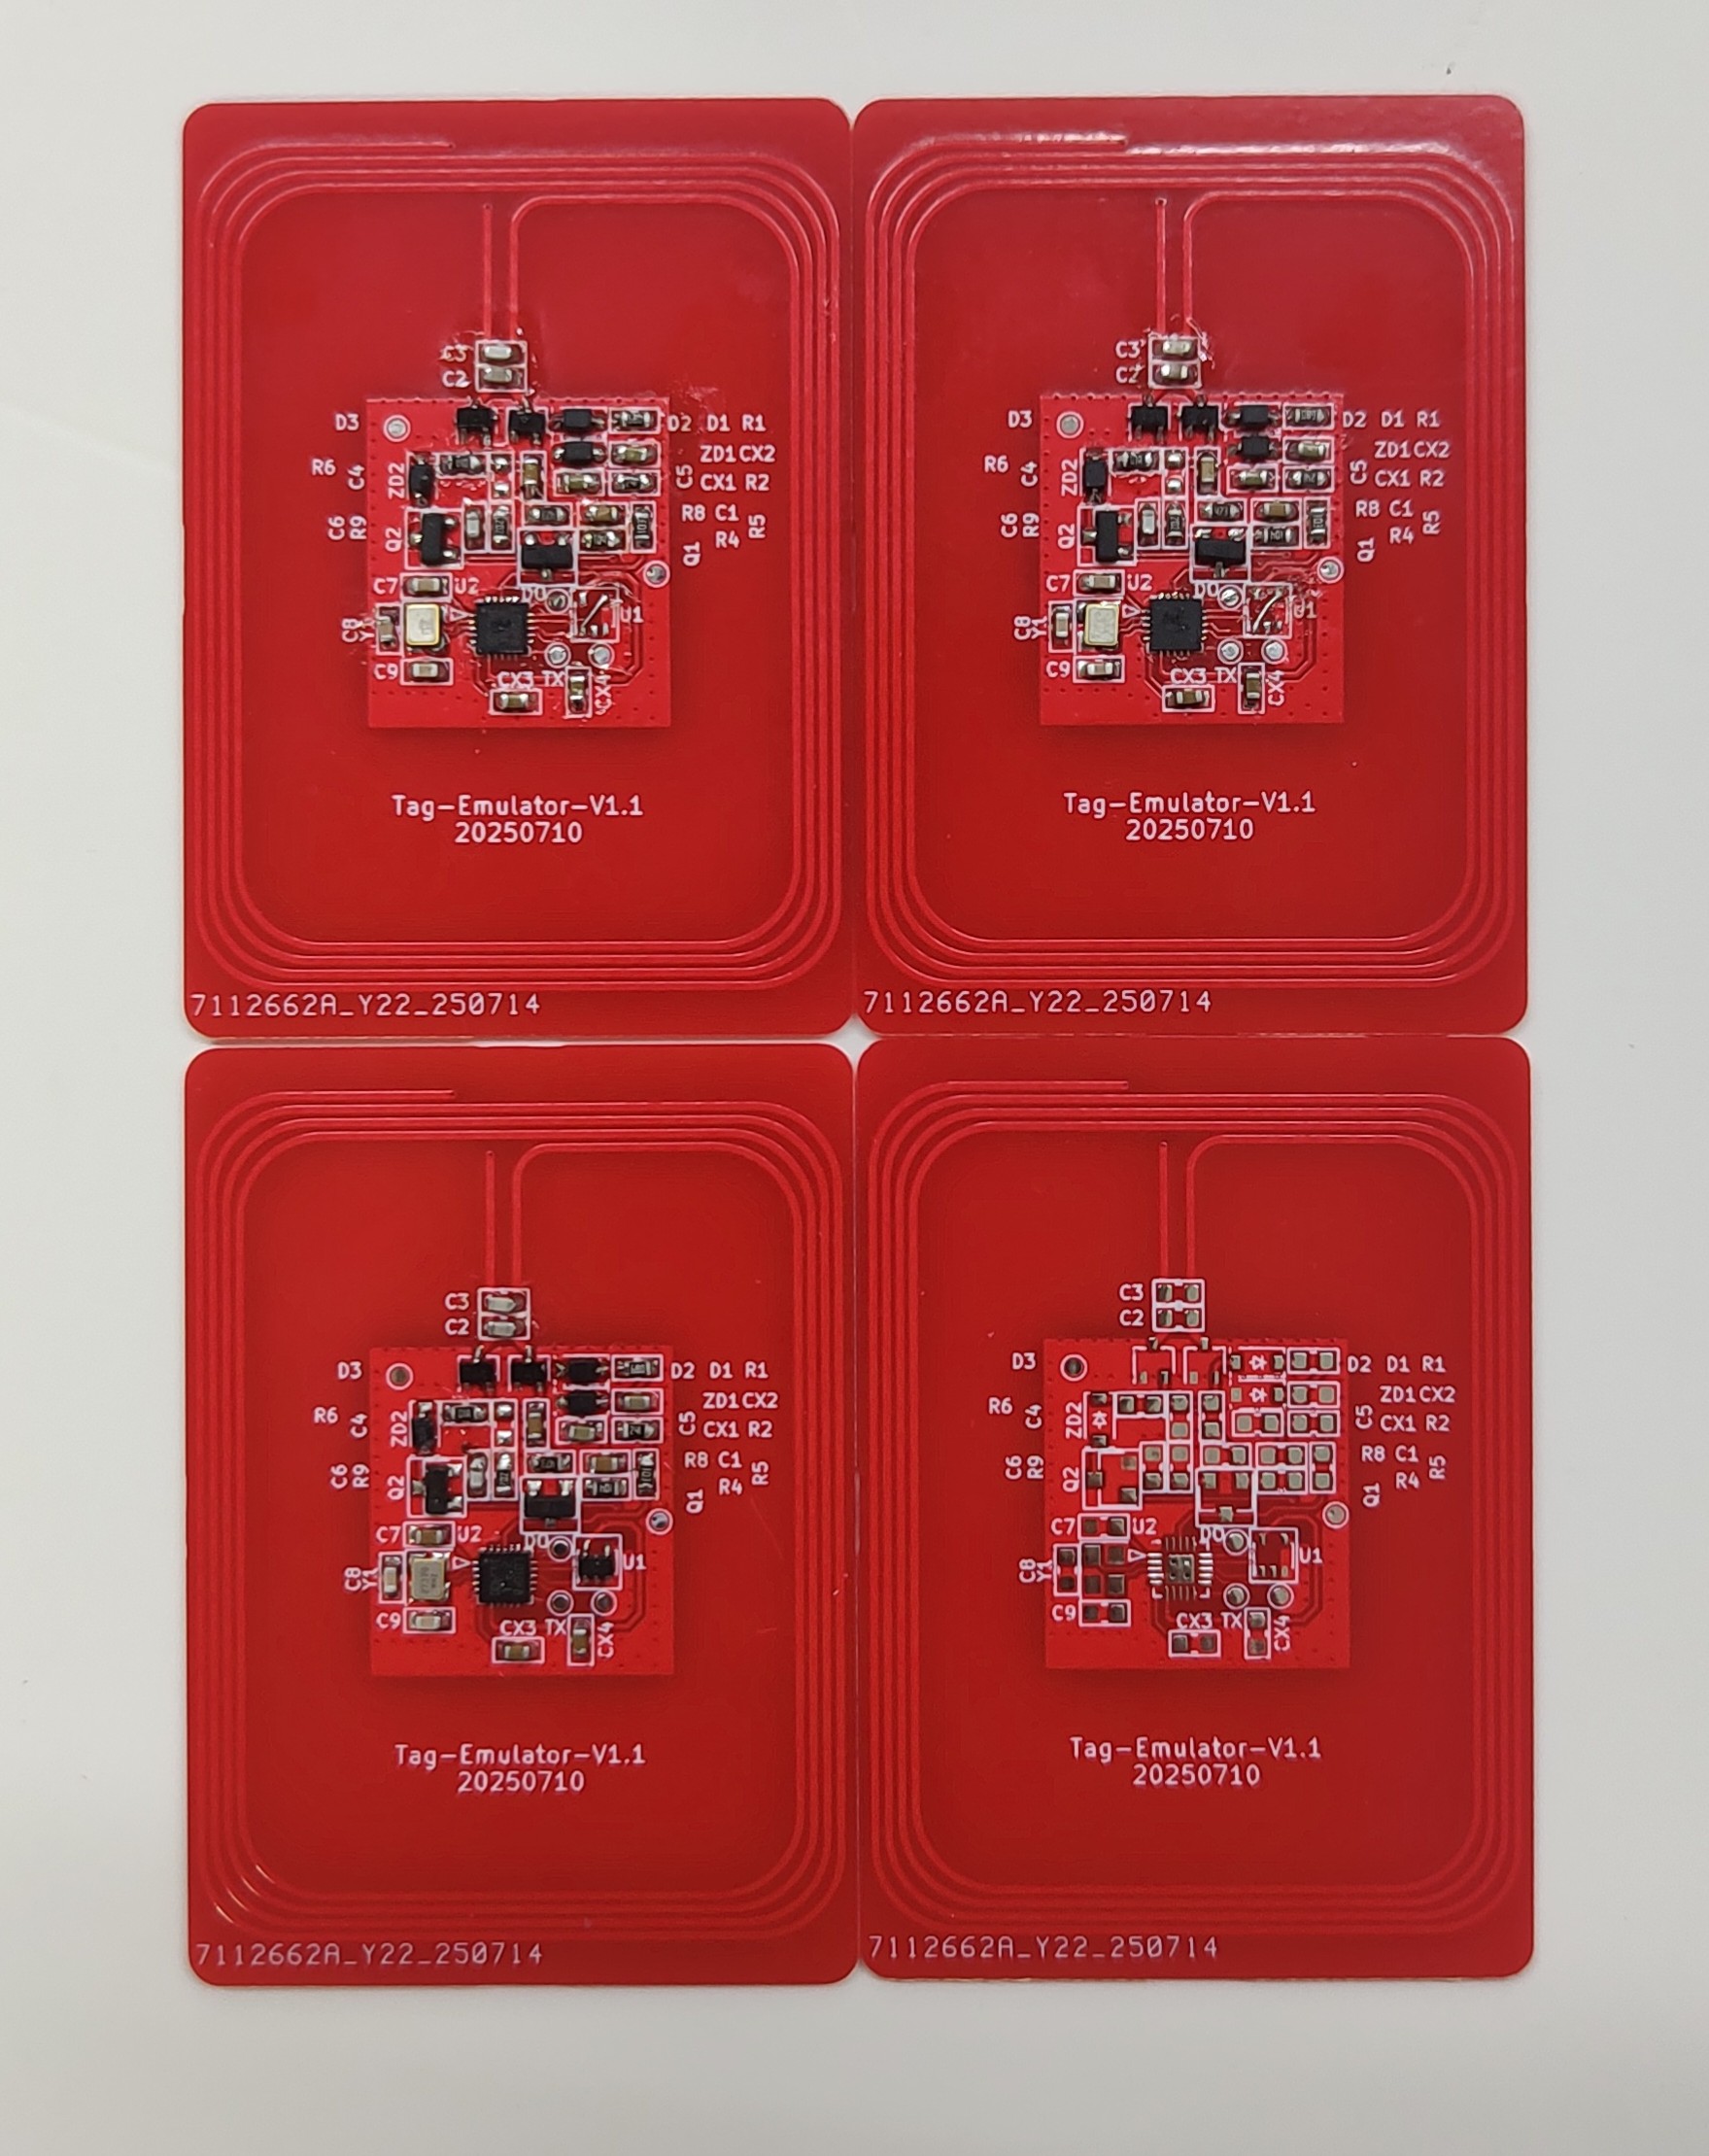 C3
C2
D3
D2 D1 R1
R6
C4
ZD2
ZD1 CX2
C5
CX1 R2
C6
R9
Q2
R8 C1
R4
R5
Q1
C7
U2
DO
U1
C8
Y1
C9
CX3 TX
CX4
Tag-Emulator-V1.1
20250710
7112662A_Y22_250714
C3
C2
D3
D2 D1 R1
R6
C4
ZD2
ZD1 CX2
C5
CX1 R2
C6
R9
Q2
R8 C1
R4
R5
Q1
C7
U2
DO
U1
C8
Y1
C9
CX3 TX
CX4
Tag-Emulator-V1.1
20250710
7112662A_Y22_250714
C3
C2
D3
D2 D1 R1
R6
C4
ZD2
ZD1 CX2
C5
CX1 R2
C6
R9
Q2
R8 C1
R4
R5
Q1
C7
U2
DO
U1
C8
Y1
C9
CX3 TX
CX4
Tag-Emulator-V1.1
20250710
7112662A_Y22_250714
C3
C2
D3
D2 D1 R1
R6
C4
ZD2
ZD1 CX2
C5
CX1 R2
C6
R9
Q2
R8 C1
R4
R5
Q1
C7
U2
DO
U1
C8
Y1
C9
CX3 TX
CX4
Tag-Emulator-V1.1
20250710
7112662A_Y22_250714